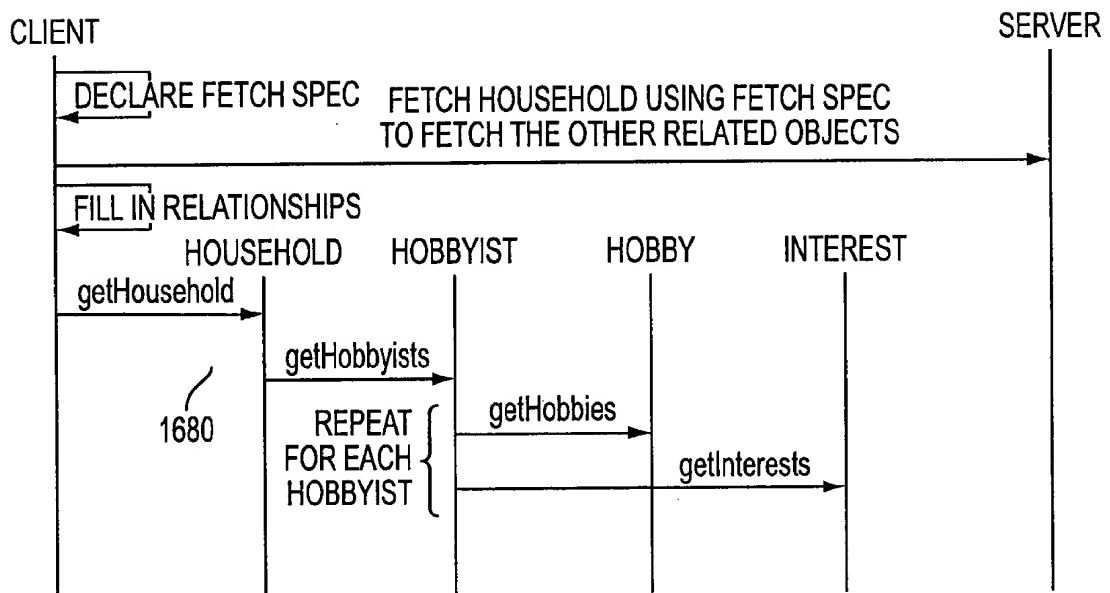 CLIENT
SERVER
DECLARE FETCH SPEC
FETCH HOUSEHOLD USING FETCH SPEC
TO FETCH THE OTHER RELATED OBJECTS
FILL IN RELATIONSHIPS
HOUSEHOLD
HOBBYIST
HOBBY
INTEREST
getHousehold
getHobbyists
1680
REPEAT
FOR EACH
HOBBYIST
getHobbies
getInterests